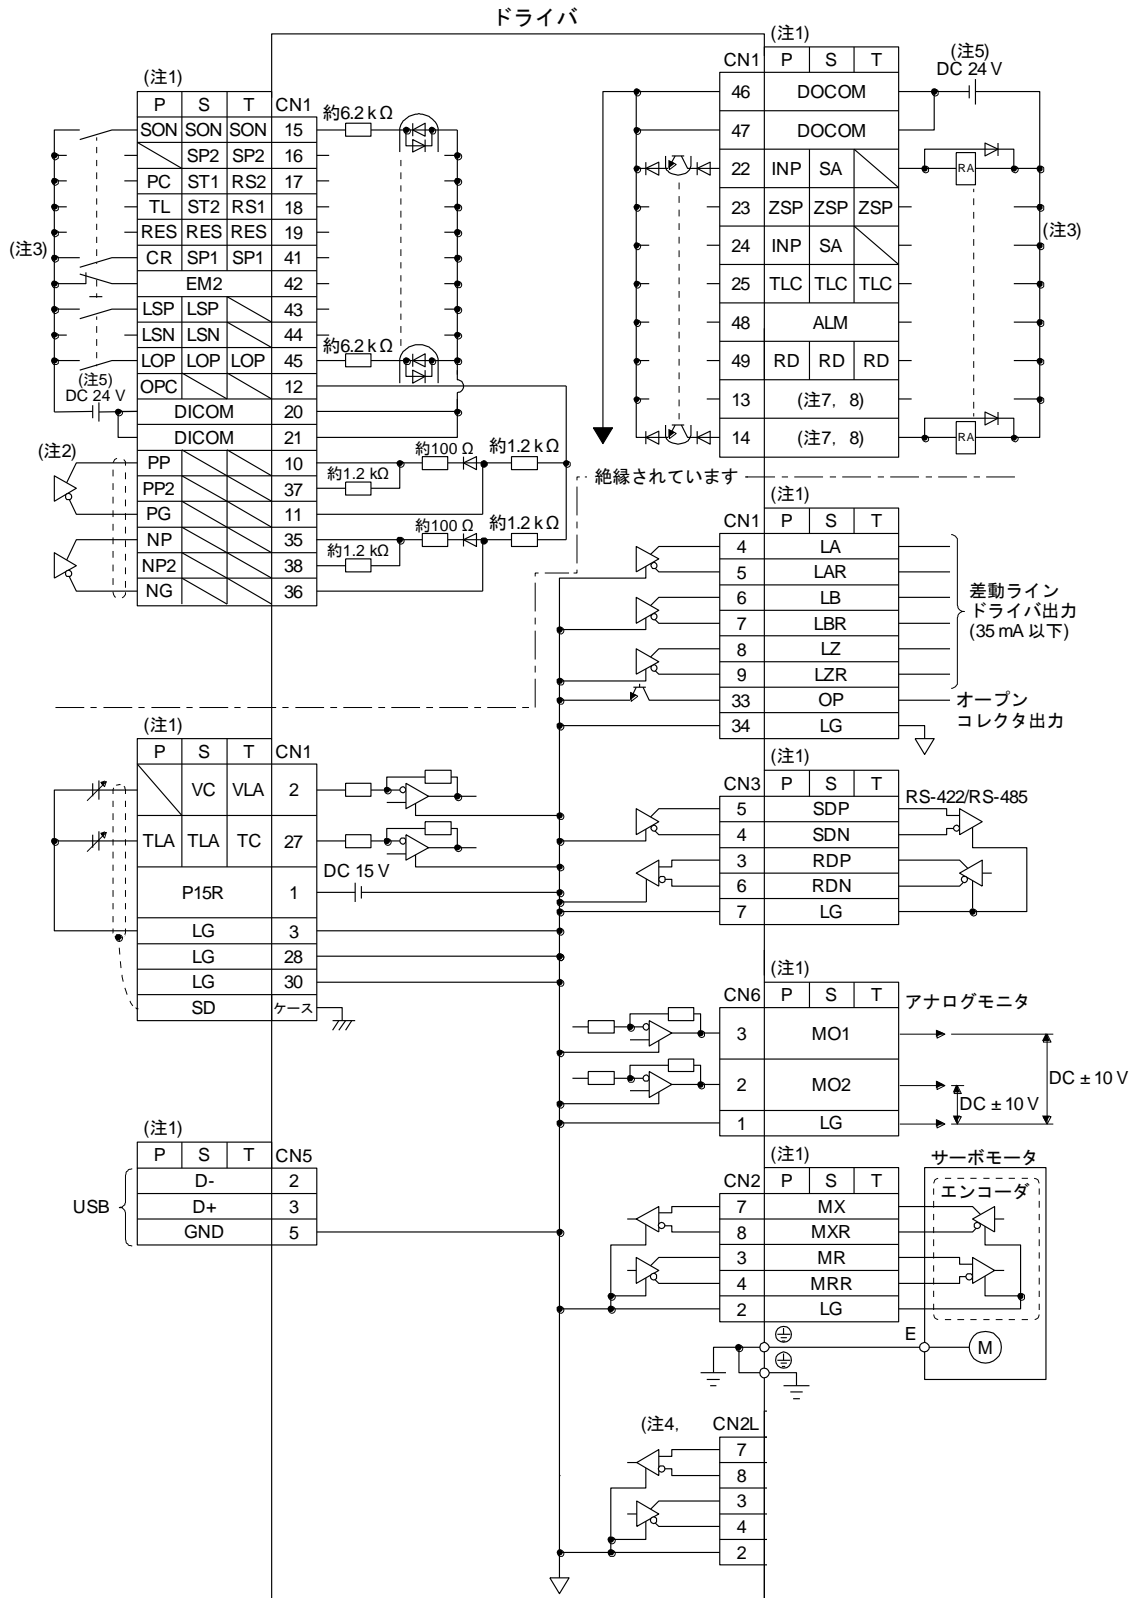 ドライバ
(注1)
P S T CN1
SON SON SON 15 約6.2 kΩ
SP2 SP2 16
PC ST1 RS2 17
TL ST2 RS1 18
RES RES RES 19
(注3)
CR SP1 SP1 41
EM2 42
LSP LSP 43
LSN LSN 44
LOP LOP LOP 45 約6.2 kΩ
(注5)
DC 24 V
OPC 12
DICOM 20
DICOM 21
(注2)
PP 10 約100 Ω 約1.2 kΩ
PP2 37 約1.2 kΩ
PG 11
NP 35 約100 Ω 約1.2 kΩ
NP2 38 約1.2 kΩ
NG 36
(注1)
CN1 P S T
(注5)
DC 24 V
46 DOCOM
47 DOCOM
22 INP SA RA
23 ZSP ZSP ZSP
(注3)
24 INP SA
25 TLC TLC TLC
48 ALM
49 RD RD RD
13 (注7, 8)
14 (注7, 8) RA
絶縁されています
(注1)
CN1 P S T
4 LA
5 LAR
6 LB
7 LBR
8 LZ
9 LZR
差動ライン
ドライバ出力
(35 mA 以下)
33 OP
オープン
コレクタ出力
34 LG
(注1)
P S T CN1
VC VLA 2
TLA TLA TC 27
DC 15 V
P15R 1
LG 3
LG 28
LG 30
SD ケース
(注1)
CN3 P S T
RS-422/RS-485
5 SDP
4 SDN
3 RDP
6 RDN
7 LG
(注1)
CN6 P S T
アナログモニタ
3 MO1
2 MO2
DC ± 10 V
DC ± 10 V
1 LG
(注1)
P S T CN5
USB
D- 2
D+ 3
GND 5
(注1)
CN2 P S T
サーボモータ
エンコーダ
7 MX
8 MXR
3 MR
4 MRR
2 LG
E
M
(注4, CN2L
7
8
3
4
2